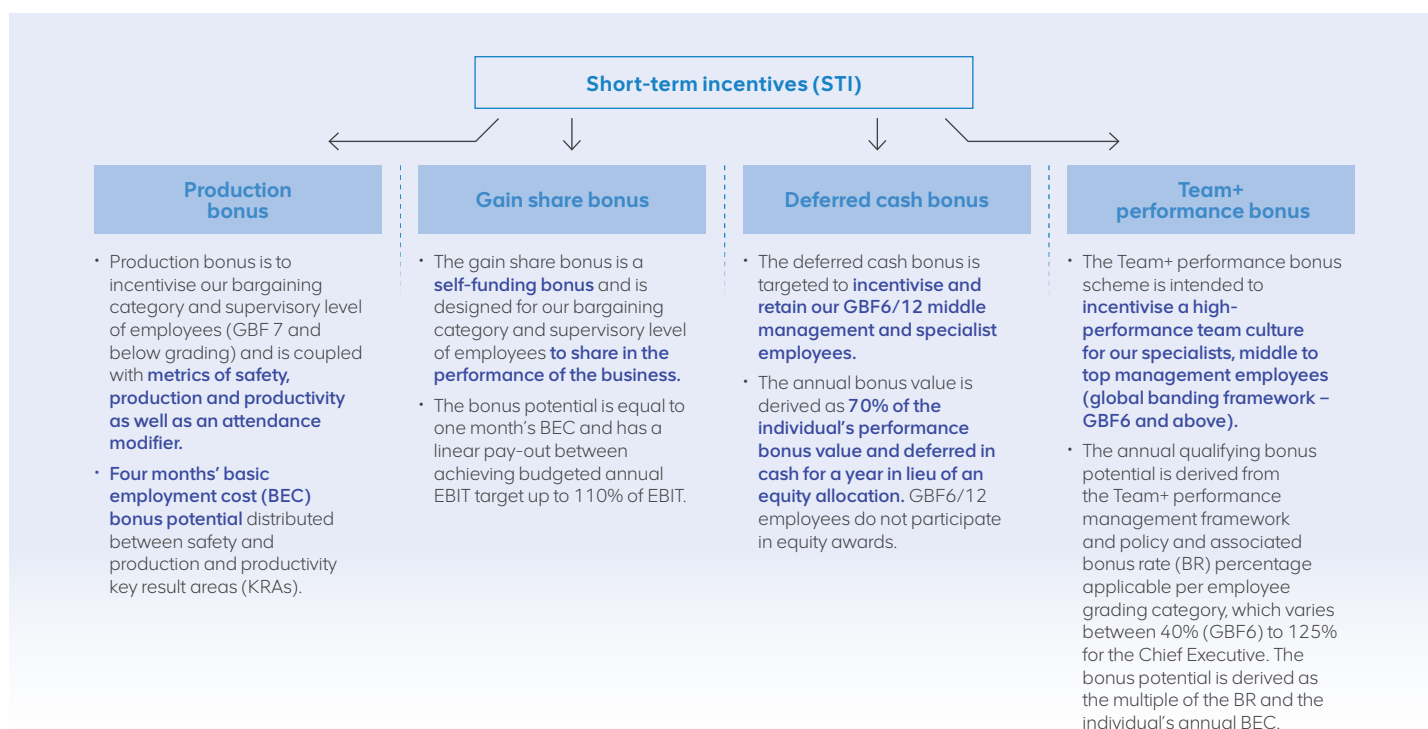 Short-term incentives (STI)
Production
bonus
• Production bonus is to
incentivise our bargaining
category and supervisory level
of employees (GBF 7 and
below grading) and is coupled
with metrics of safety,
production and productivity
as well as an attendance
modifier.
• Four months’ basic
employment cost (BEC)
bonus potential distributed
between safety and
production and productivity
key result areas (KRAs).
Gain share bonus
• The gain share bonus is a
self-funding bonus and is
designed for our bargaining
category and supervisory level
of employees to share in the
performance of the business.
• The bonus potential is equal to
one month’s BEC and has a
linear pay-out between
achieving budgeted annual
EBIT target up to 110% of EBIT.
Deferred cash bonus
• The deferred cash bonus is
targeted to incentivise and
retain our GBF6/12 middle
management and specialist
employees.
• The annual bonus value is
derived as 70% of the
individual’s performance
bonus value and deferred in
cash for a year in lieu of an
equity allocation. GBF6/12
employees do not participate
in equity awards.
Team+
performance bonus
• The Team+ performance bonus
scheme is intended to
incentivise a high-
performance team culture
for our specialists, middle to
top management employees
(global banding framework –
GBF6 and above).
• The annual qualifying bonus
potential is derived from
the Team+ performance
management framework
and policy and associated
bonus rate (BR) percentage
applicable per employee
grading category, which varies
between 40% (GBF6) to 125%
for the Chief Executive. The
bonus potential is derived as
the multiple of the BR and the
individual’s annual BEC.